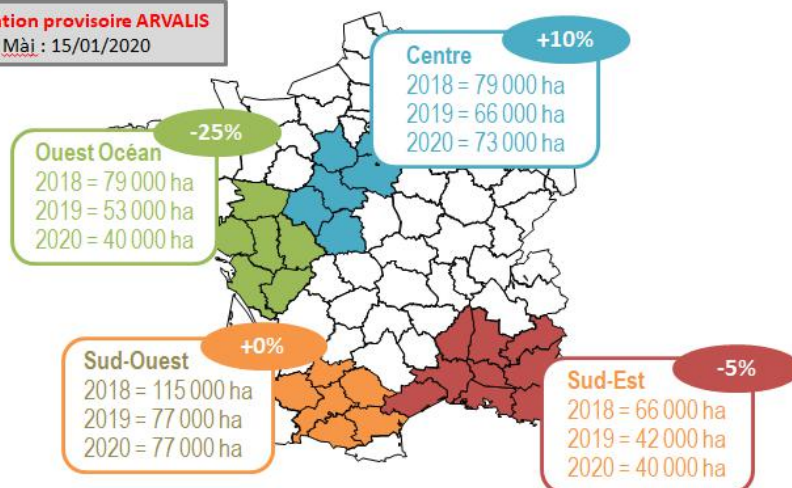 ation provisoire ARVALIS
Màj : 15/01/2020
+10%
Centre
2018 = 79 000 ha
2019 = 66 000 ha
2020 = 73 000 ha
-25%
Ouest Océan
2018 = 79 000 ha
2019 = 53 000 ha
2020 = 40 000 ha
+0%
Sud-Ouest
2018 = 115 000 ha
2019 = 77 000 ha
2020 = 77 000 ha
-5%
Sud-Est
2018 = 66 000 ha
2019 = 42 000 ha
2020 = 40 000 ha